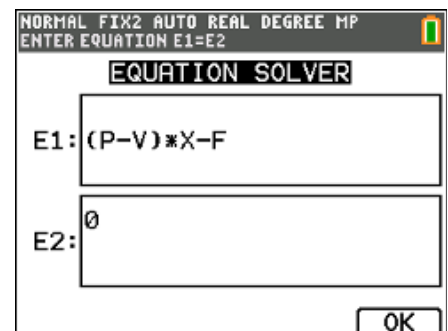 NORMAL FIX2 AUTO REAL DEGREE MP
ENTER EQUATION E1=E2
EQUATION SOLVER
E1: (P-V)*X-F
E2: 0
OK